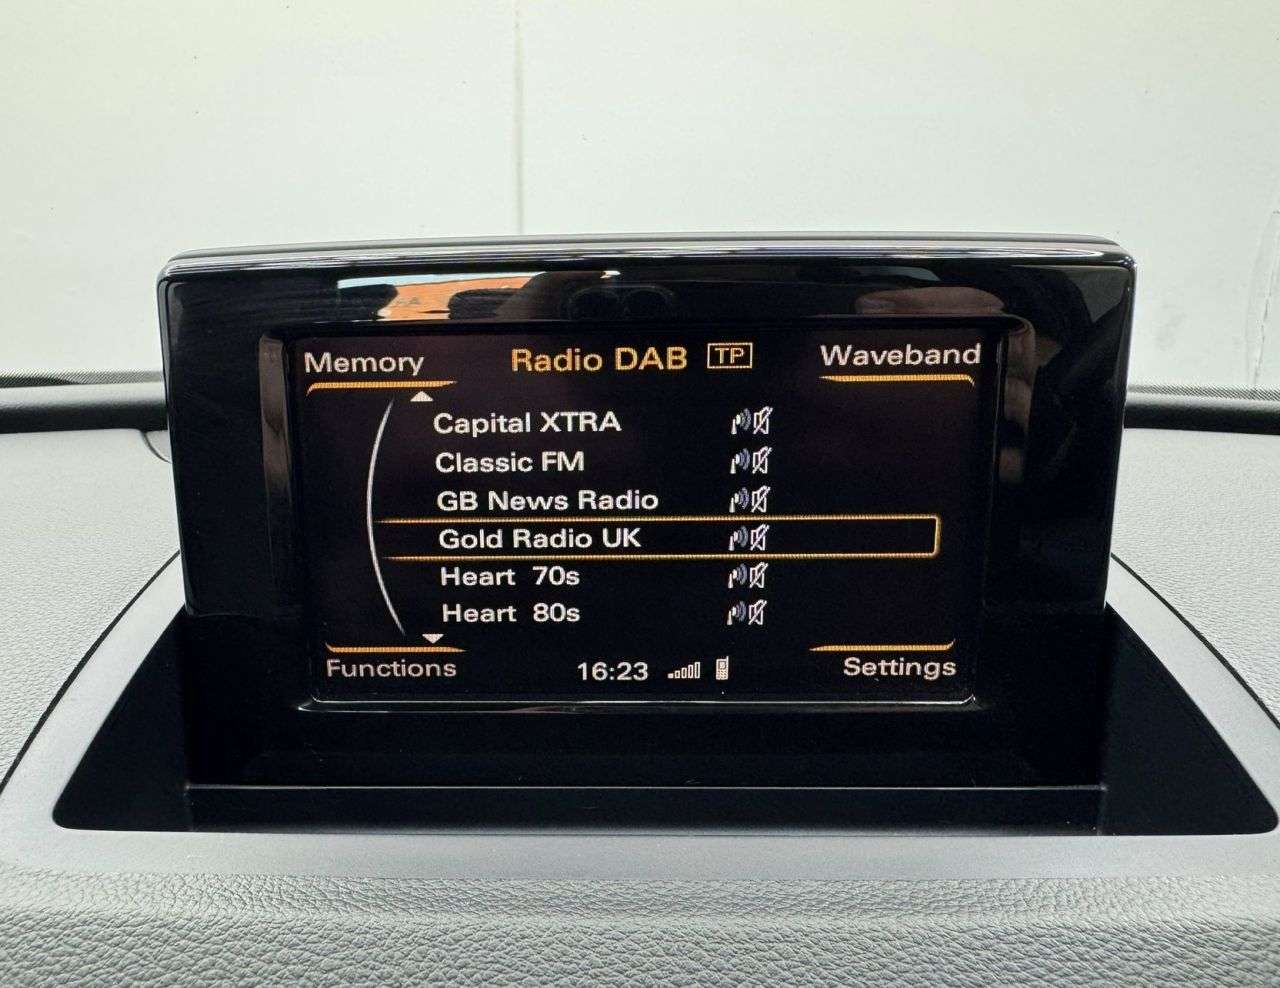 Memory Radio DAB TP Waveband
Capital XTRA
Classic FM
GB News Radio
Gold Radio UK
Heart 70s
Heart 80s
Functions 16:23 Settings